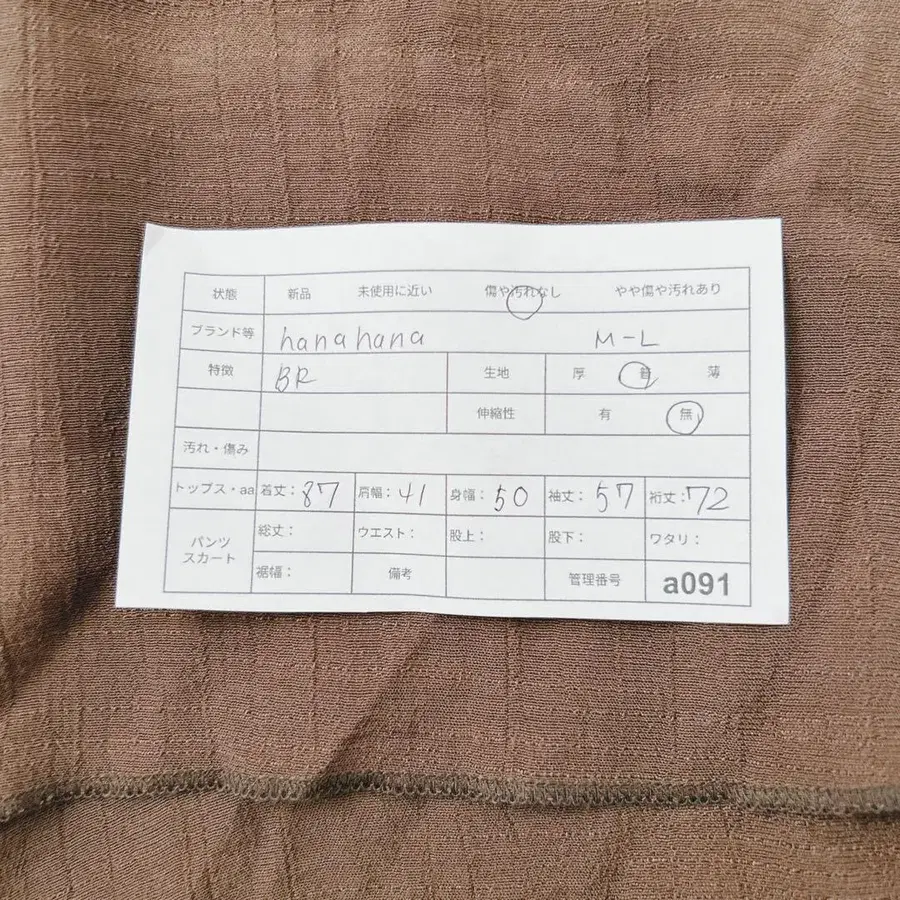 状態 新品 未使用に近い 傷や汚れなし やや傷や汚れあり
ブランド等 hanahana M-L
特徴 BR 生地 厚 普 薄
伸縮性 有 無
汚れ・傷み
トップス・aa 着丈：87 肩幅：41 身幅：50 袖丈：57 裄丈：72
パンツ スカート 総丈： ウエスト： 股上： 股下： ワタリ：
裾幅： 備考 管理番号 a091